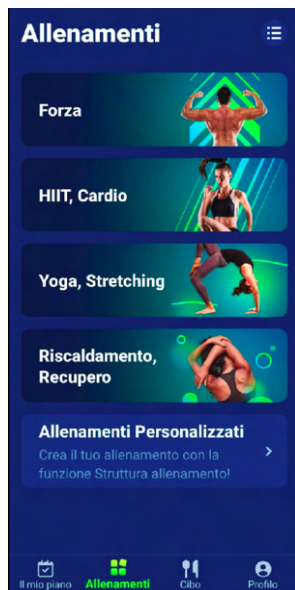 Allenamenti
Forza
HIIT, Cardio
Yoga, Stretching
Riscaldamento,
Recupero
Allenamenti Personalizzati
Crea il tuo allenamento con la
funzione Struttura allenamento!
Il mio piano
Allenamenti
Cibo
Profilo